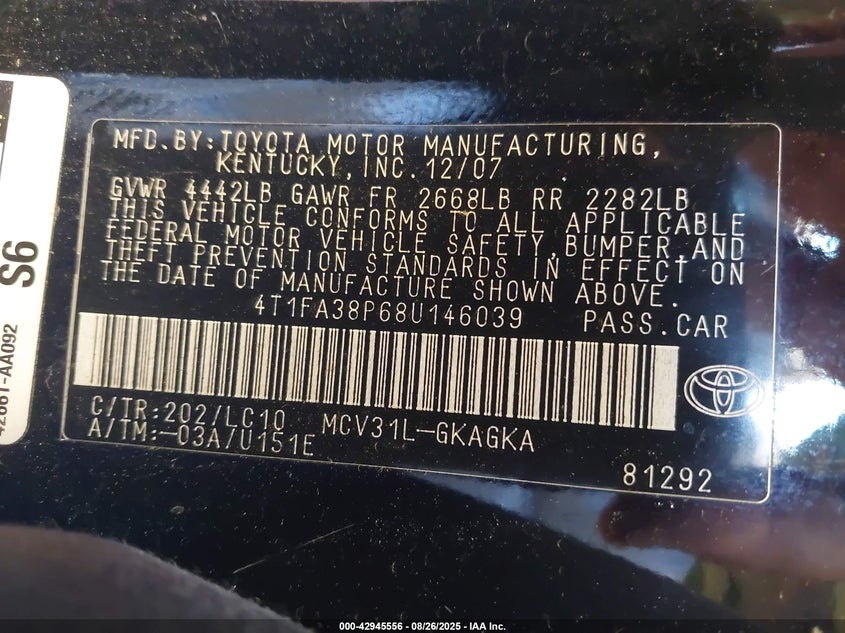 MFD.BY:TOYOTA MOTOR MANUFACTURING,
KENTUCKY,INC.12/07
GVWR 4442LB GAWR FR 2668LB RR 2282LB
THIS VEHICLE CONFORMS TO ALL APPLICABLE
FEDERAL MOTOR VEHICLE SAFETY,BUMPER,AND
THEFT PREVENTION STANDARDS IN EFFECT ON
THE DATE OF MANUFACTURE SHOWN ABOVE.
4T1FA38P68U146039 PASS.CAR
C/TR:202/LC10 MCV31L-GKAGKA
A/TM:-03A/U151E
81292
S6
42661-AA092
000-42945556 - 08/26/2025 - IAA Inc.